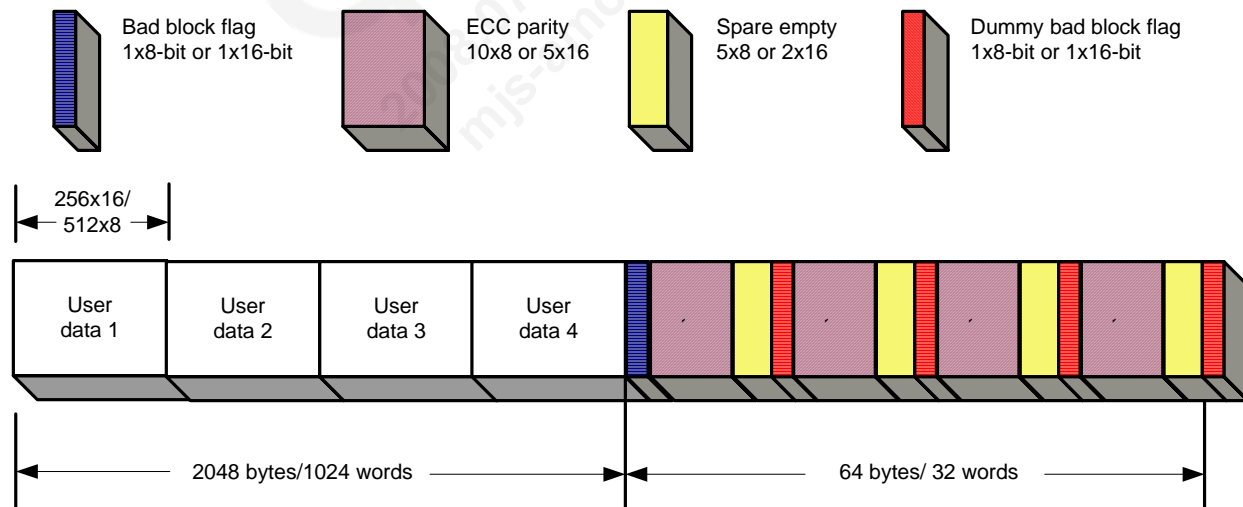 Bad block flag
1x8-bit or 1x16-bit
ECC parity
10x8 or 5x16
Spare empty
5x8 or 2x16
Dummy bad block flag
1x8-bit or 1x16-bit
256x16/
512x8
User
data 1
User
data 2
User
data 3
User
data 4
2048 bytes/1024 words
64 bytes/ 32 words